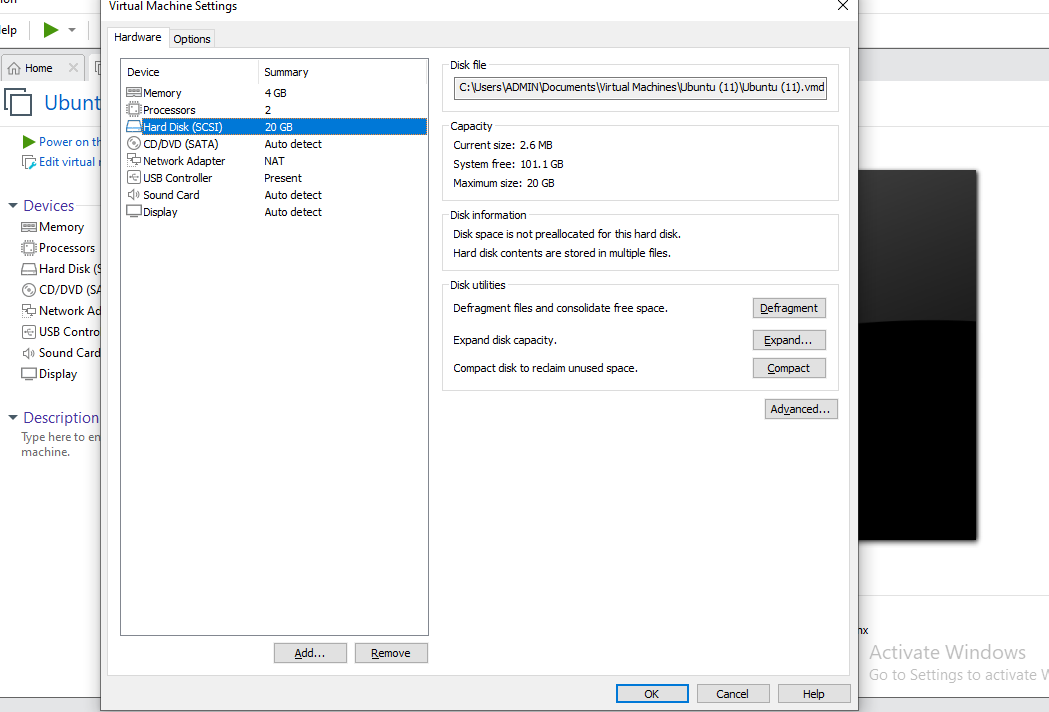 Virtual Machine Settings
elp
Hardware
Options
Home
Ubunt
Power on th
Edit virtual
Devices
Memory
Processors
Hard Disk (S
CD/DVD (SA
Network Ad
USB Contro
Sound Card
Display
Description
Type here to en
machine.
Device Summary
Memory 4 GB
Processors 2
Hard Disk (SCSI) 20 GB
CD/DVD (SATA) Auto detect
Network Adapter NAT
USB Controller Present
Sound Card Auto detect
Display Auto detect
Add... Remove
Disk file
C:\Users\ADMIN\Documents\Virtual Machines\Ubuntu (11)\Ubuntu (11).vmd
Capacity
Current size: 2.6 MB
System free: 101.1 GB
Maximum size: 20 GB
Disk information
Disk space is not preallocated for this hard disk.
Hard disk contents are stored in multiple files.
Disk utilities
Defragment files and consolidate free space. Defragment
Expand disk capacity. Expand...
Compact disk to reclaim unused space. Compact
Advanced...
OK Cancel Help
nx
Activate Windows
Go to Settings to activate W